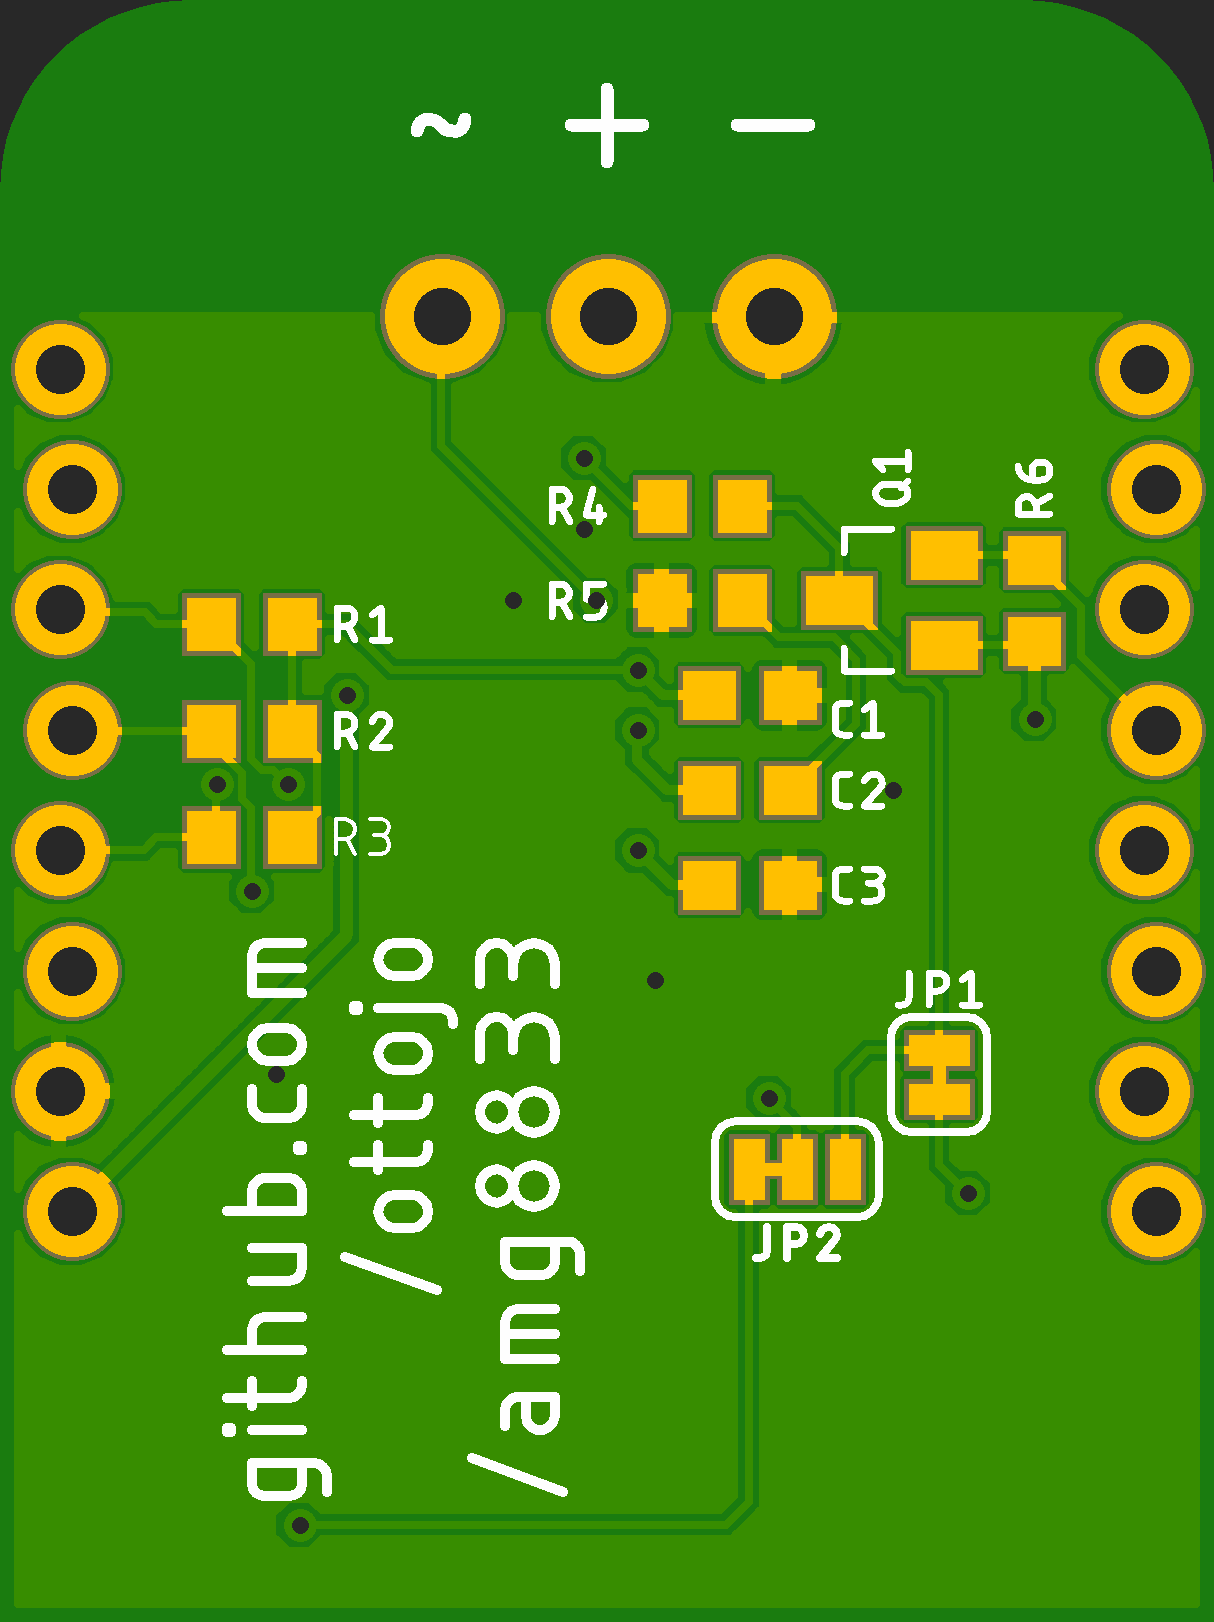 ~ + −
Q1
R6
R4
R5
R1
R2
R3
C1
C2
C3
JP1
JP2
github.com
/ottojo
/amg8833